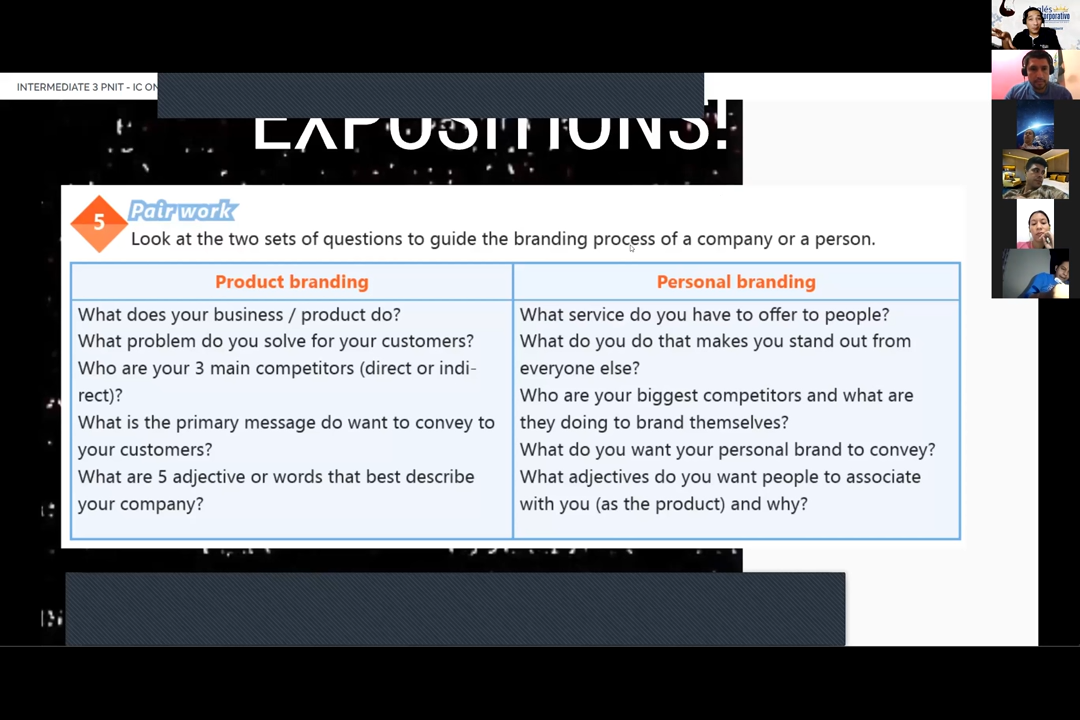 INTERMEDIATE 3 PNIT - IC
EXPOSITIONS!
5
Pair work
Look at the two sets of questions to guide the branding process of a company or a person.
Product branding
What does your business / product do?
What problem do you solve for your customers?
Who are your 3 main competitors (direct or indi-
rect)?
What is the primary message do want to convey to
your customers?
What are 5 adjective or words that best describe
your company?
Personal branding
What service do you have to offer to people?
What do you do that makes you stand out from
everyone else?
Who are your biggest competitors and what are
they doing to brand themselves?
What do you want your personal brand to convey?
What adjectives do you want people to associate
with you (as the product) and why?